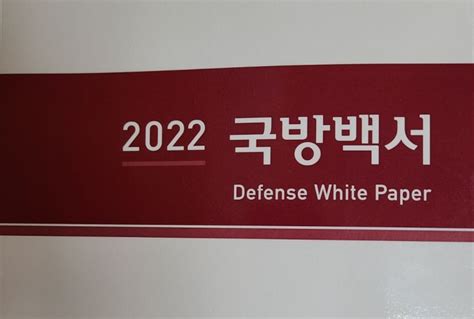 2022 국방백서
Defense White Paper